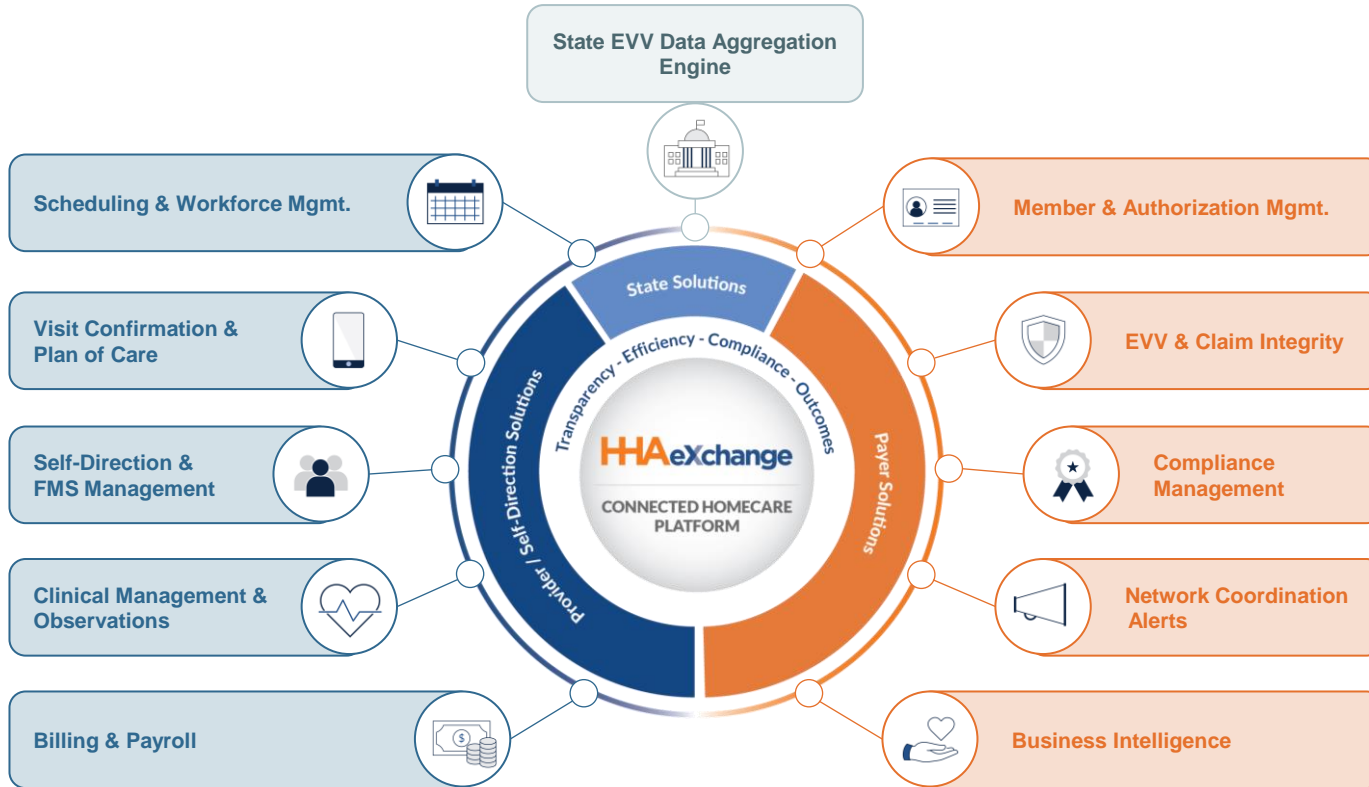 State EVV Data Aggregation
Engine
Scheduling & Workforce Mgmt.
Visit Confirmation &
Plan of Care
Self-Direction &
FMS Management
Clinical Management &
Observations
$
Billing & Payroll
State Solutions
Provider / Self-Direction Solutions
Payer Solutions
Transparency - Efficiency - Compliance - Outcomes
HHAeXchange
CONNECTED HOMECARE
PLATFORM
Member & Authorization Mgmt.
EVV & Claim Integrity
Compliance
Management
Network Coordination
Alerts
Business Intelligence